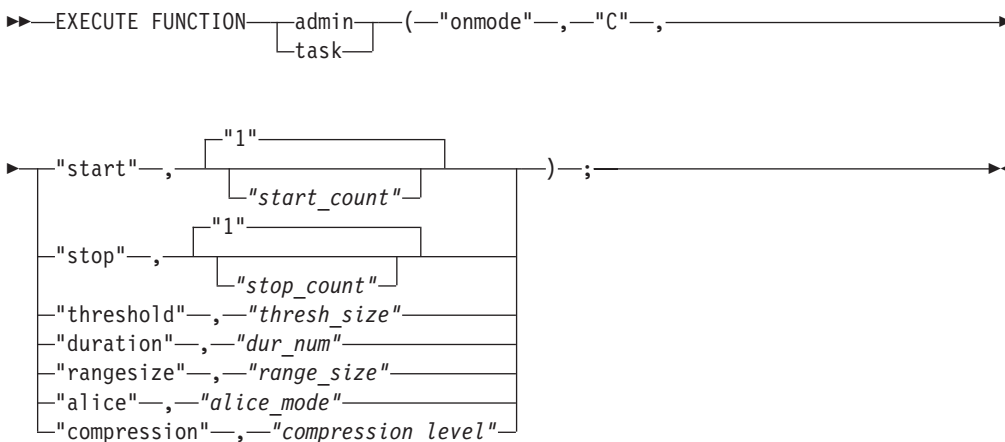 EXECUTE FUNCTION admin ( "onmode" , "C" ,
task
"1"
"start" , ) ;
"start_count"
"1"
"stop" ,
"stop_count"
"threshold" , "thresh_size"
"duration" , "dur_num"
"rangesize" , "range_size"
"alice" , "alice_mode"
"compression" , "compression level"